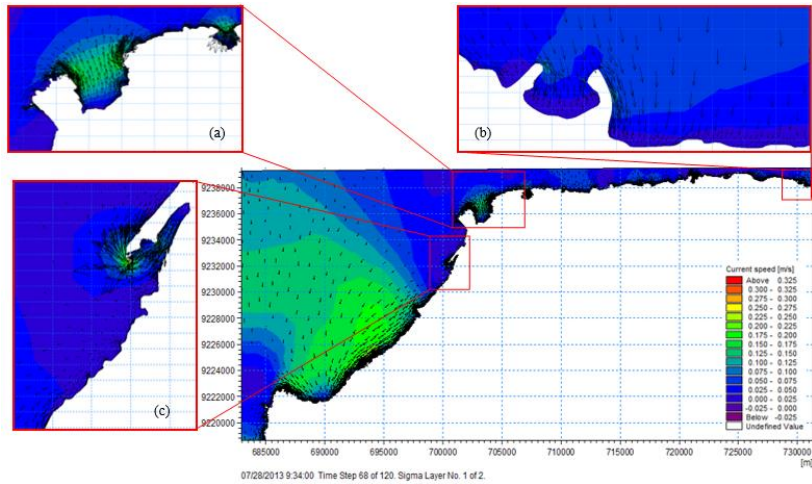 (a)
(b)
(c)
9238000
9236000
9234000
9232000
9230000
9228000
9226000
9224000
9222000
9220000
685000 690000 695000 700000 705000 710000 715000 720000 725000 730000
[m]
Current speed [m/s]
Above 0.325
0.300 - 0.325
0.275 - 0.300
0.250 - 0.275
0.225 - 0.250
0.200 - 0.225
0.175 - 0.200
0.150 - 0.175
0.125 - 0.150
0.100 - 0.125
0.075 - 0.100
0.050 - 0.075
0.025 - 0.050
0.000 - 0.025
-0.025 - 0.000
Below -0.025
Undefined Value
07/28/2013 9:34:00 Time Step 68 of 120. Sigma Layer No. 1 of 2.